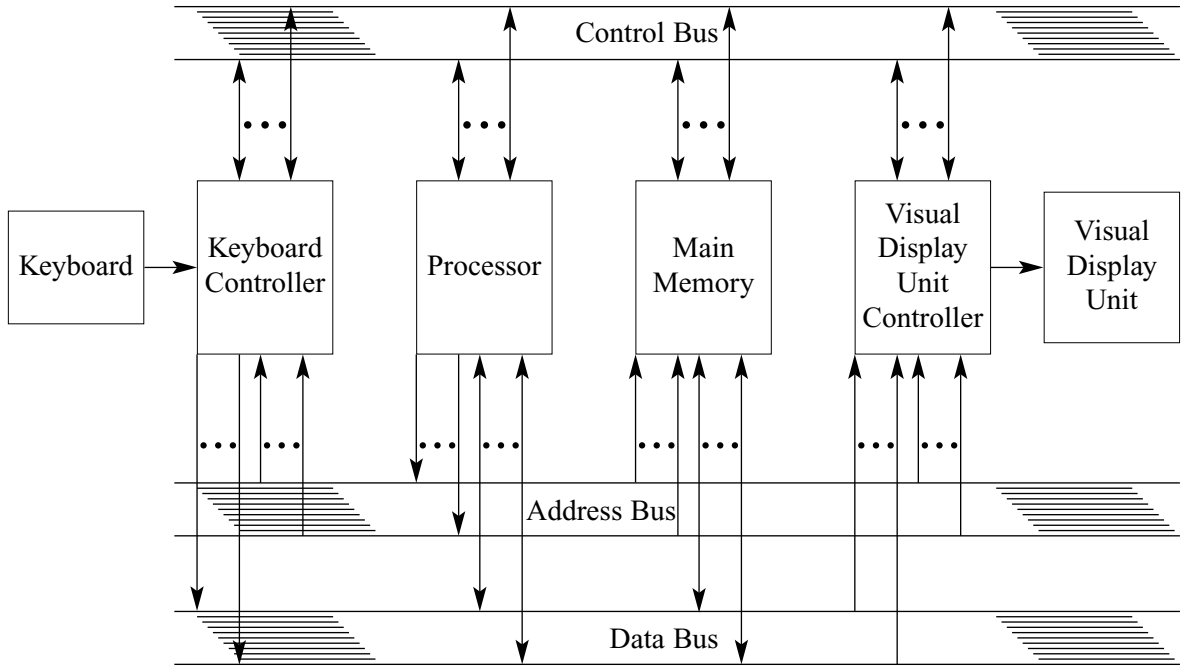 Control Bus
Keyboard
Keyboard
Controller
Processor
Main
Memory
Visual
Display
Unit
Controller
Visual
Display
Unit
Address Bus
Data Bus